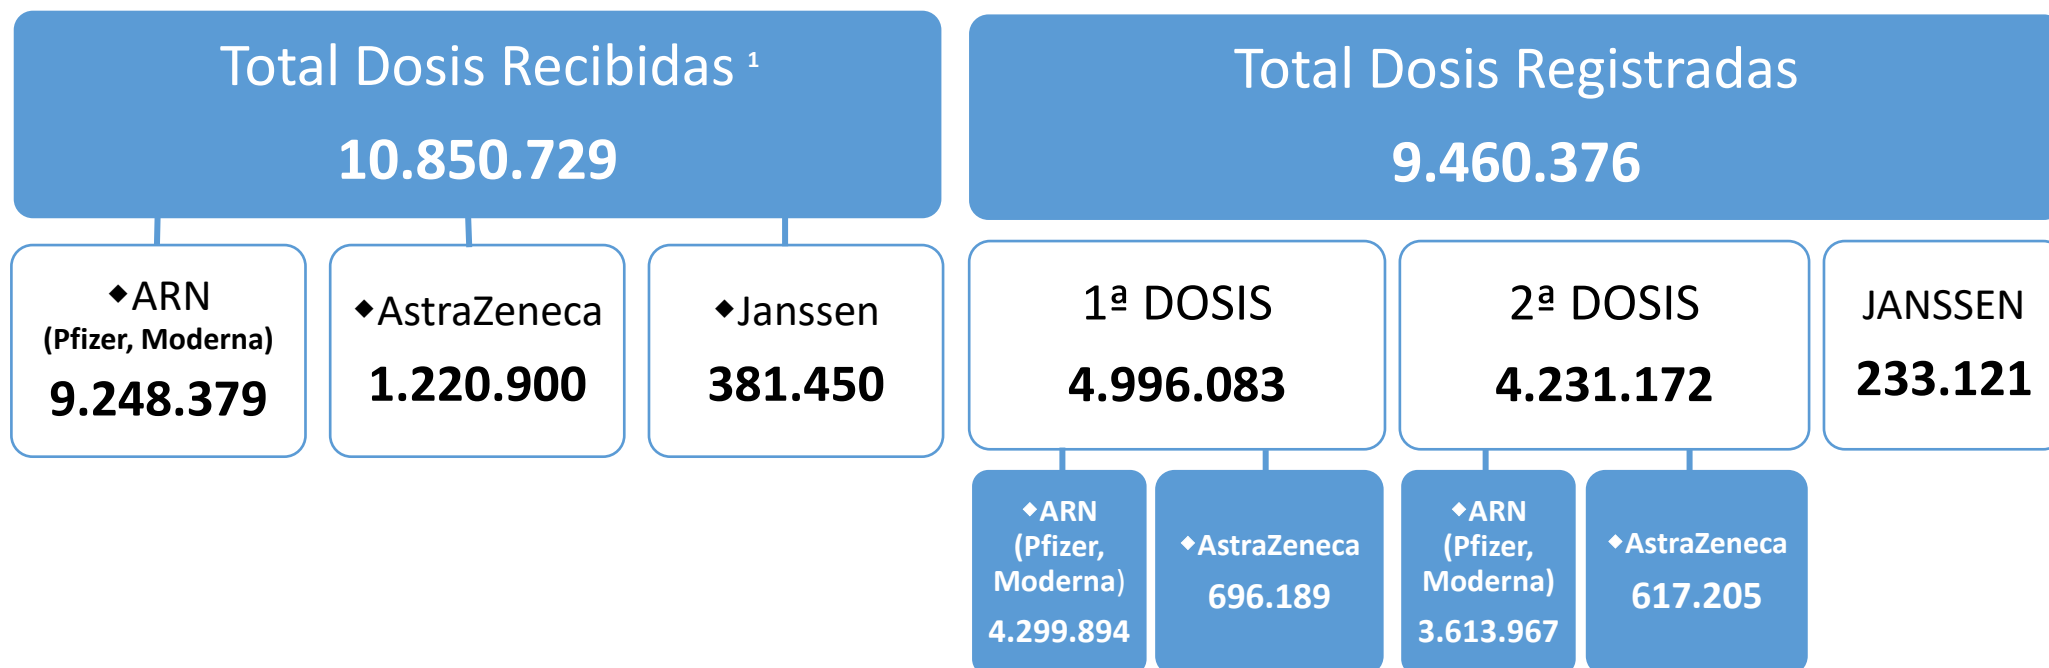 Total Dosis Recibidas 1
10.850.729
◆ARN
(Pfizer, Moderna)
9.248.379
◆AstraZeneca
1.220.900
◆Janssen
381.450
Total Dosis Registradas
9.460.376
1ª DOSIS
4.996.083
◆ARN
(Pfizer,
Moderna)
4.299.894
◆AstraZeneca
696.189
2ª DOSIS
4.231.172
◆ARN
(Pfizer,
Moderna)
3.613.967
◆AstraZeneca
617.205
JANSSEN
233.121